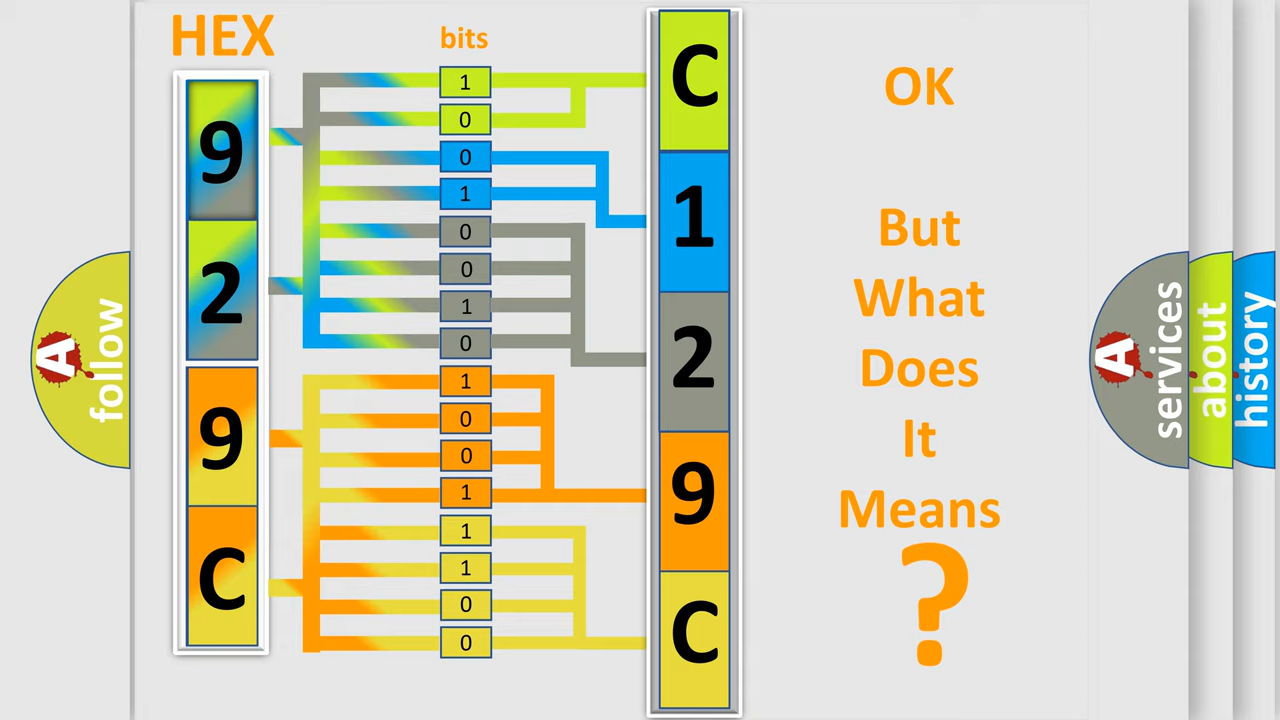 HEX
bits
9
2
9
C
1
0
0
1
0
0
1
0
1
0
0
1
1
1
0
0
C
1
2
9
C
OK
But
What
Does
It
Means
?
A
follow
A
services
about
history